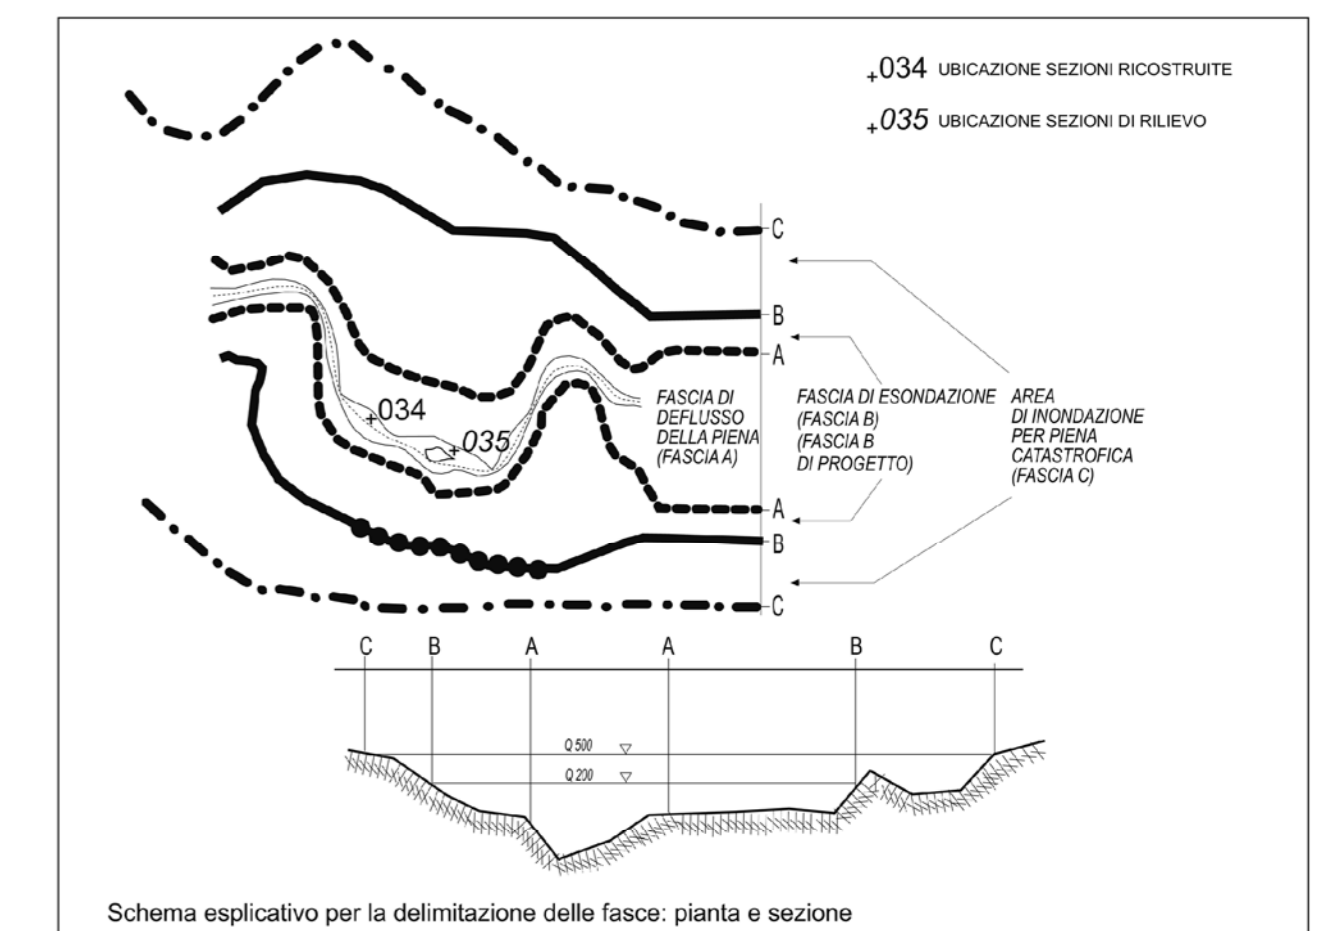 +034 UBICAZIONE SEZIONI RICOSTRUITE
+035 UBICAZIONE SEZIONI DI RILIEVO
C
B
A
+034
+035
FASCIA DI
DEFLUSSO
DELLA PIENA
(FASCIA A)
FASCIA DI ESONDAZIONE
(FASCIA B)
(FASCIA B
DI PROGETTO)
AREA
DI INONDAZIONE
PER PIENA
CATASTROFICA
(FASCIA C)
A
B
C
C B A A B C
Q 500
Q 200
Schema esplicativo per la delimitazione delle fasce: pianta e sezione